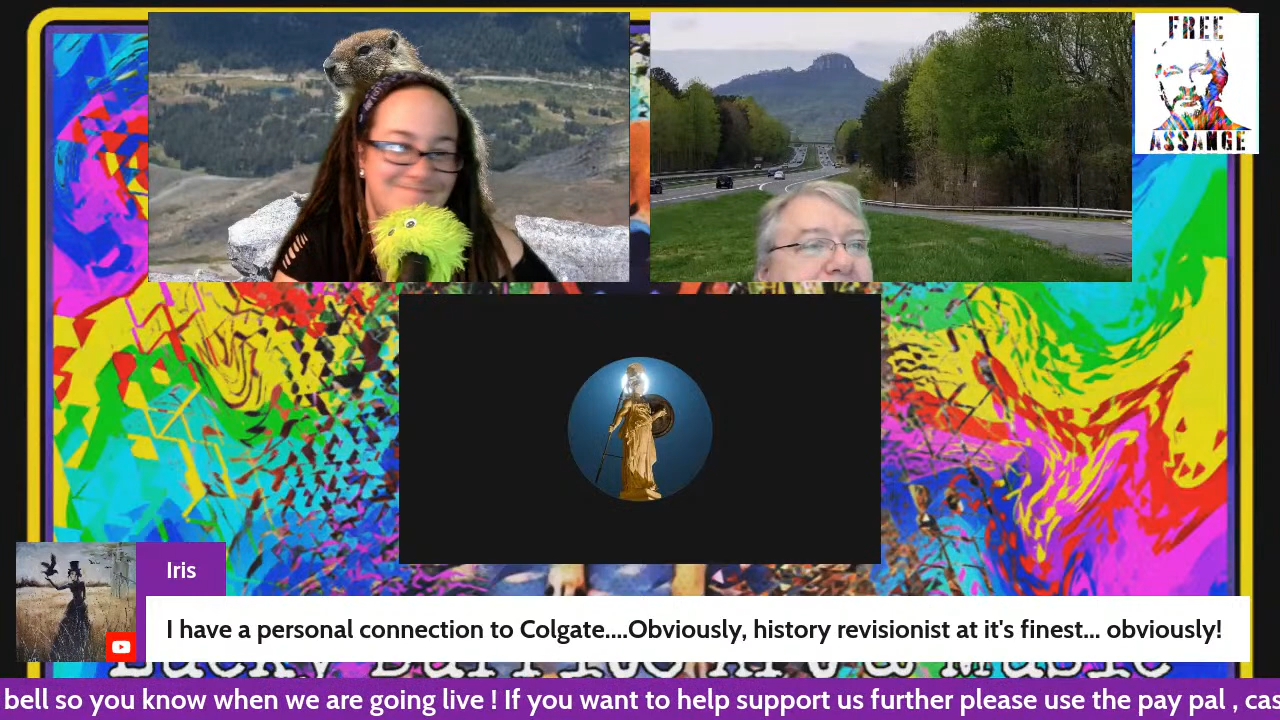 FREE
ASSANGE
Iris
I have a personal connection to Colgate....Obviously, history revisionist at it's finest... obviously!
bell so you know when we are going live ! If you want to help support us further please use the pay pal , cas